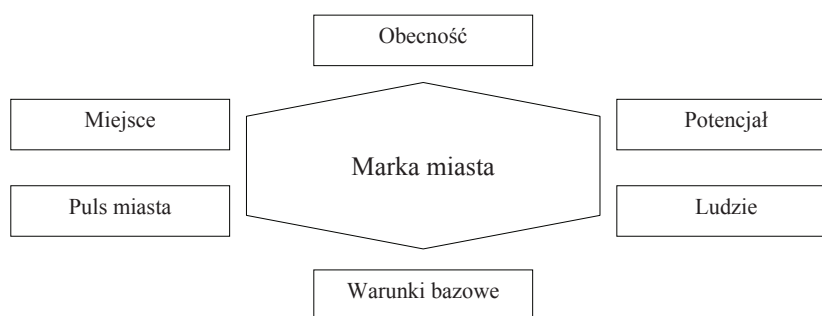 Obecność
Miejsce
Potencjał
Marka miasta
Puls miasta
Ludzie
Warunki bazowe